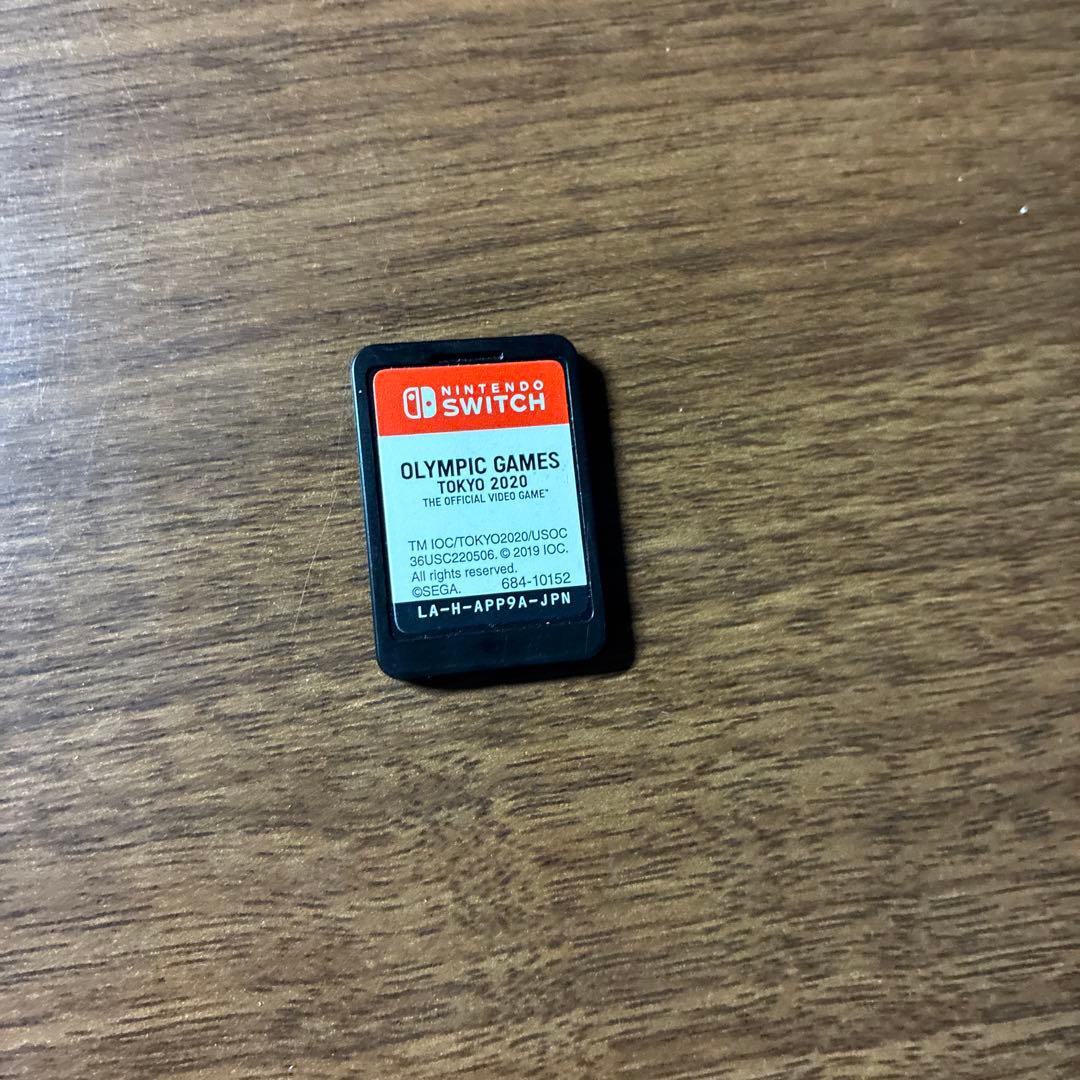 NINTENDO
SWITCH
OLYMPIC GAMES
TOKYO 2020
THE OFFICIAL VIDEO GAME™
TM IOC/TOKYO2020/USOC
36USC220506. © 2019 IOC.
All rights reserved.
©SEGA. 684-10152
LA-H-APP9A-JPN